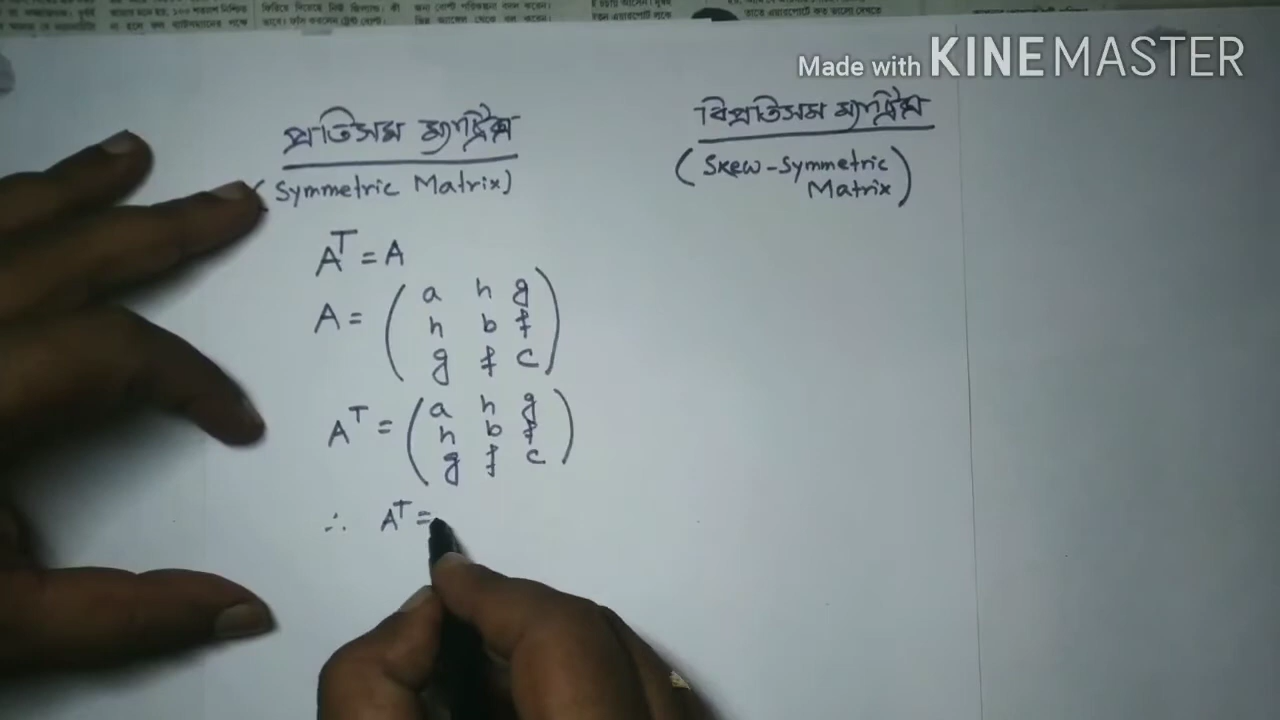 Made with KINEMASTER
প্রতিসম ম্যাট্রিক্স
(Symmetric Matrix)
A^T = A
A = ( a h g
h b f
g f c )
A^T = ( a h g
h b f
g f c )
∴ A^T =
বিপ্রতিসম ম্যাট্রিক্স
(Skew-Symmetric
Matrix)